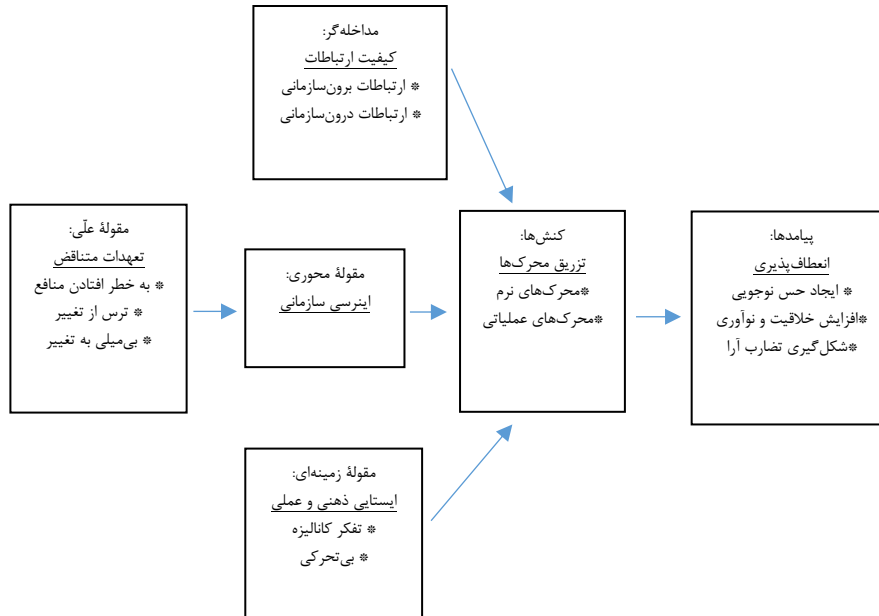 مداخله‌گر:
کیفیت ارتباطات
* ارتباطات برون‌سازمانی
* ارتباطات درون‌سازمانی
مقولهٔ علّی:
تعهدات متناقض
* به خطر افتادن منافع
* ترس از تغییر
* بی‌میلی به تغییر
مقولهٔ محوری:
اینرسی سازمانی
کنش‌ها:
تزریق محرک‌ها
*محرک‌های نرم
*محرک‌های عملیاتی
پیامدها:
انعطاف‌پذیری
* ایجاد حس نوجویی
*افزایش خلاقیت و نوآوری
*شکل‌گیری تضارب آرا
مقولهٔ زمینه‌ای:
ایستایی ذهنی و عملی
* تفکر کانالیزه
* بی‌تحرکی